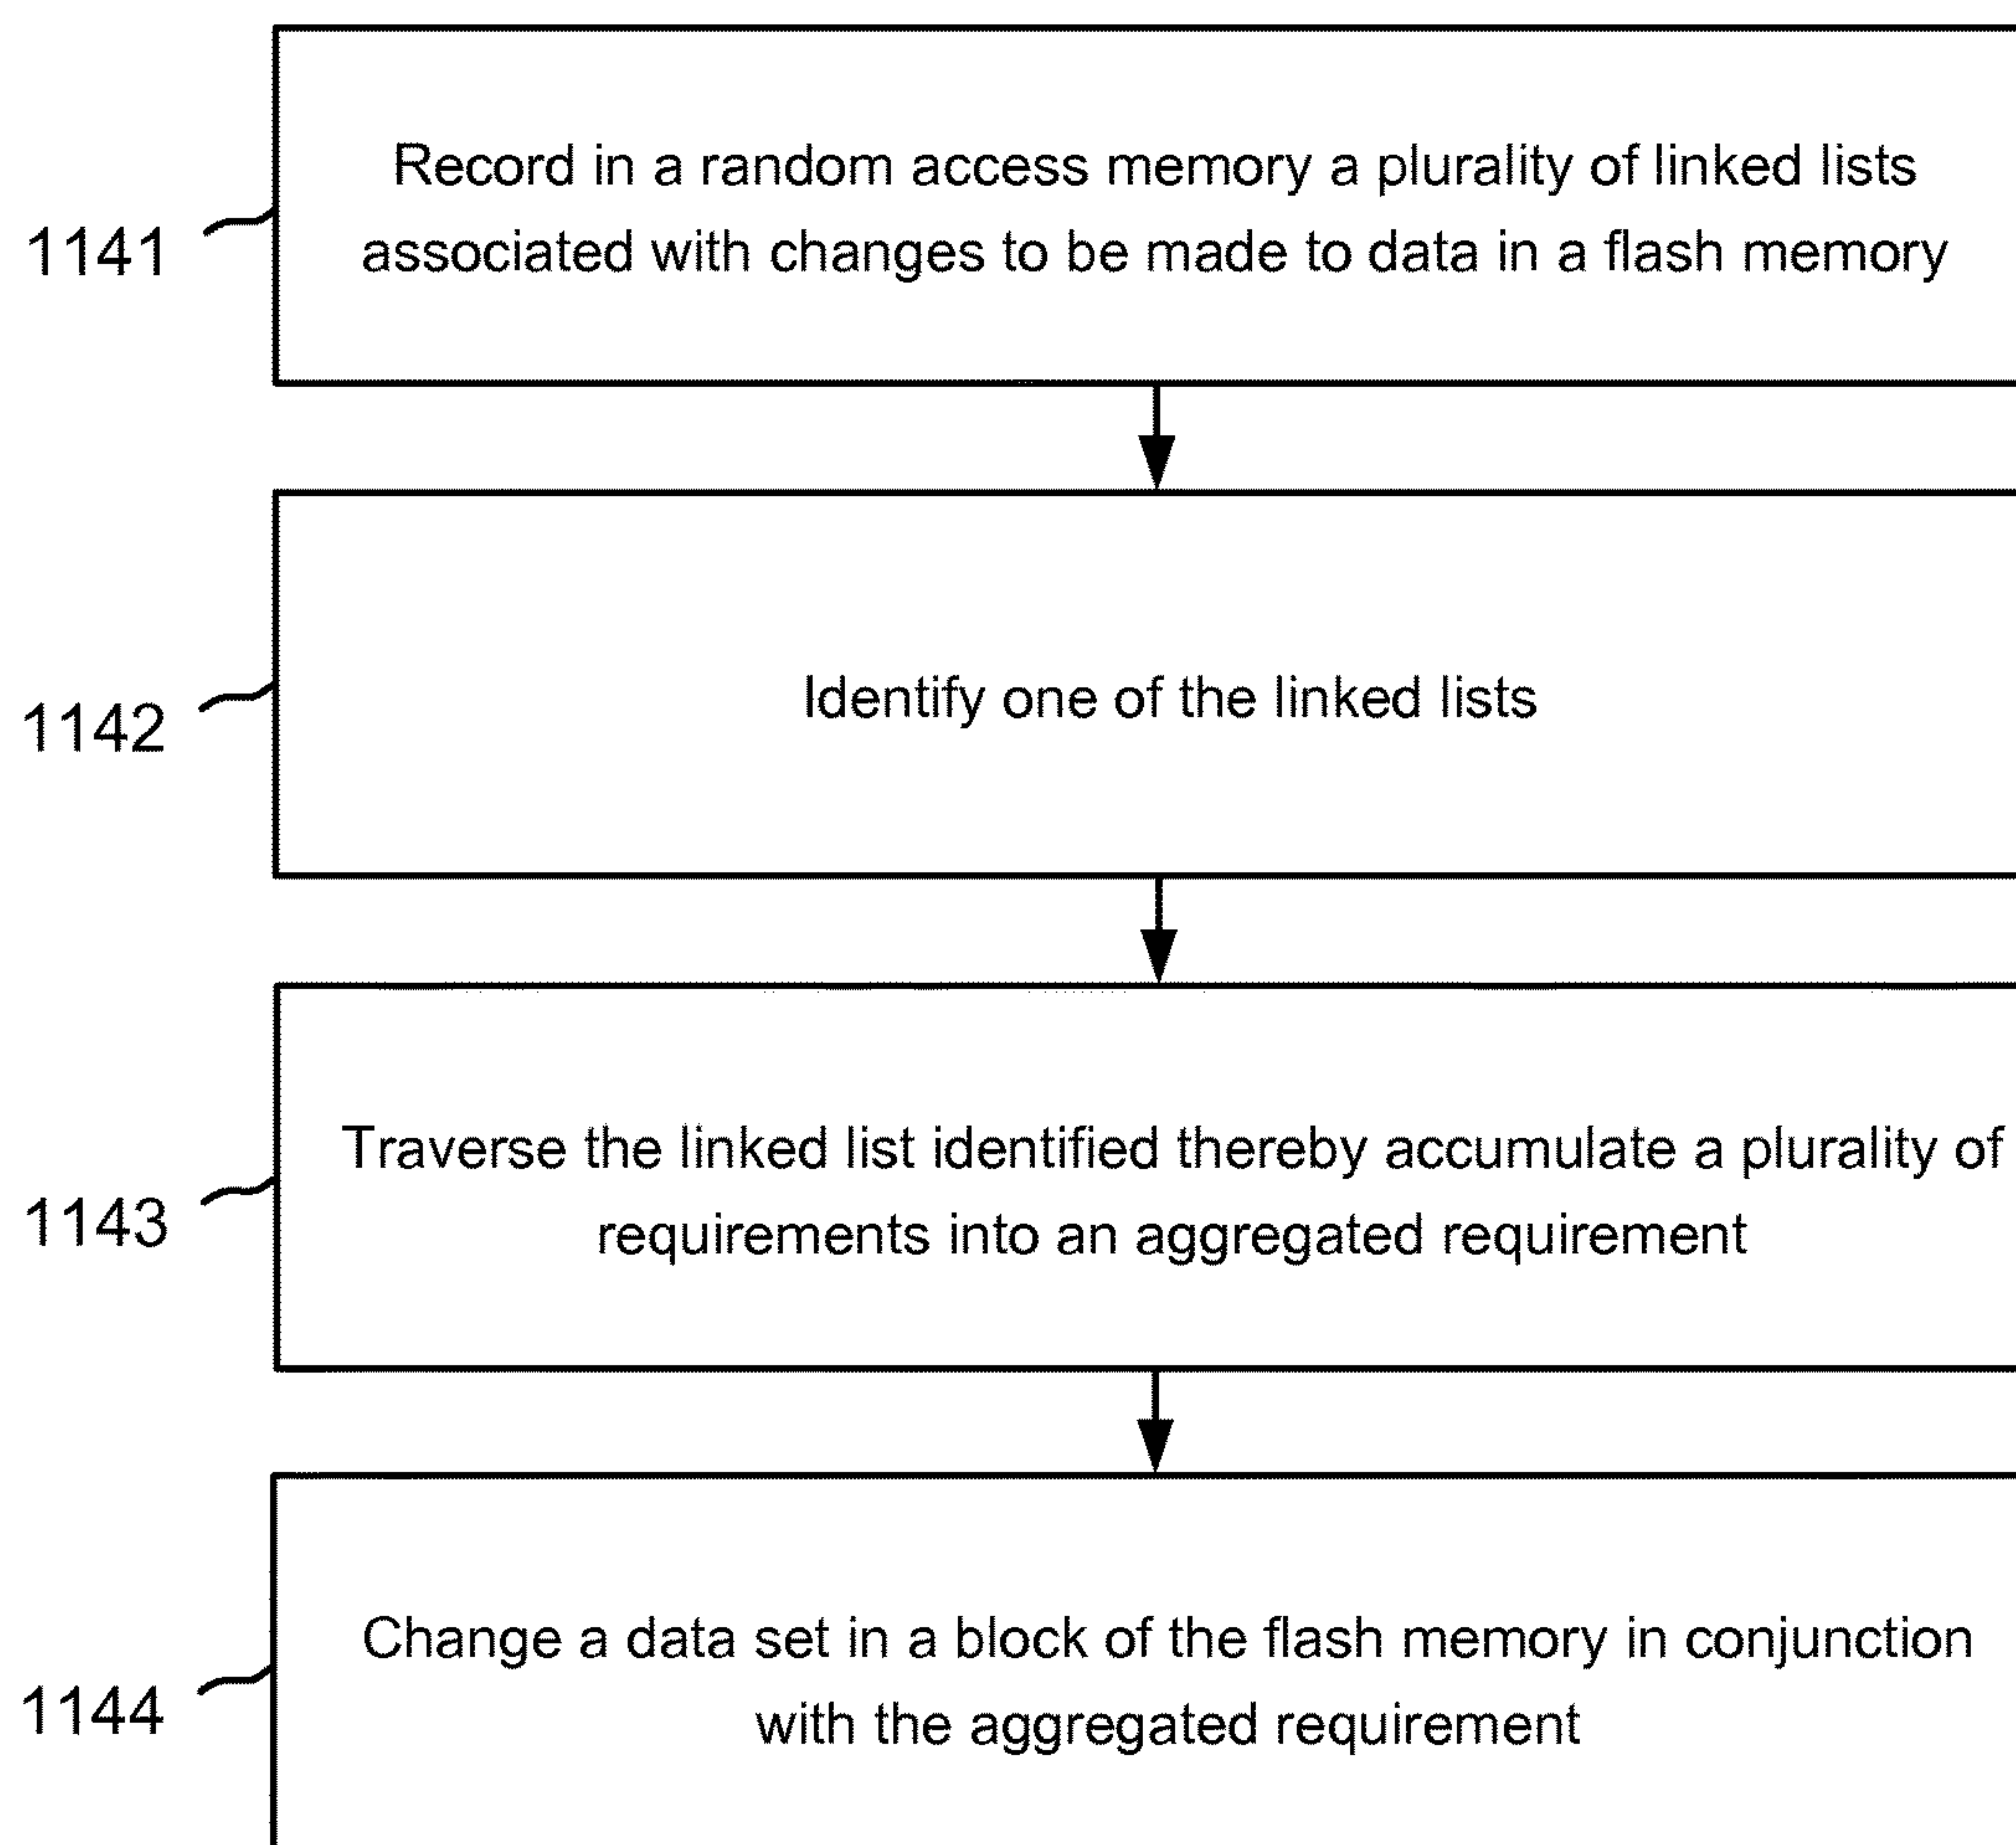 Record in a random access memory a plurality of linked lists
associated with changes to be made to data in a flash memory
1141
Identify one of the linked lists
1142
Traverse the linked list identified thereby accumulate a plurality of
requirements into an aggregated requirement
1143
Change a data set in a block of the flash memory in conjunction
with the aggregated requirement
1144